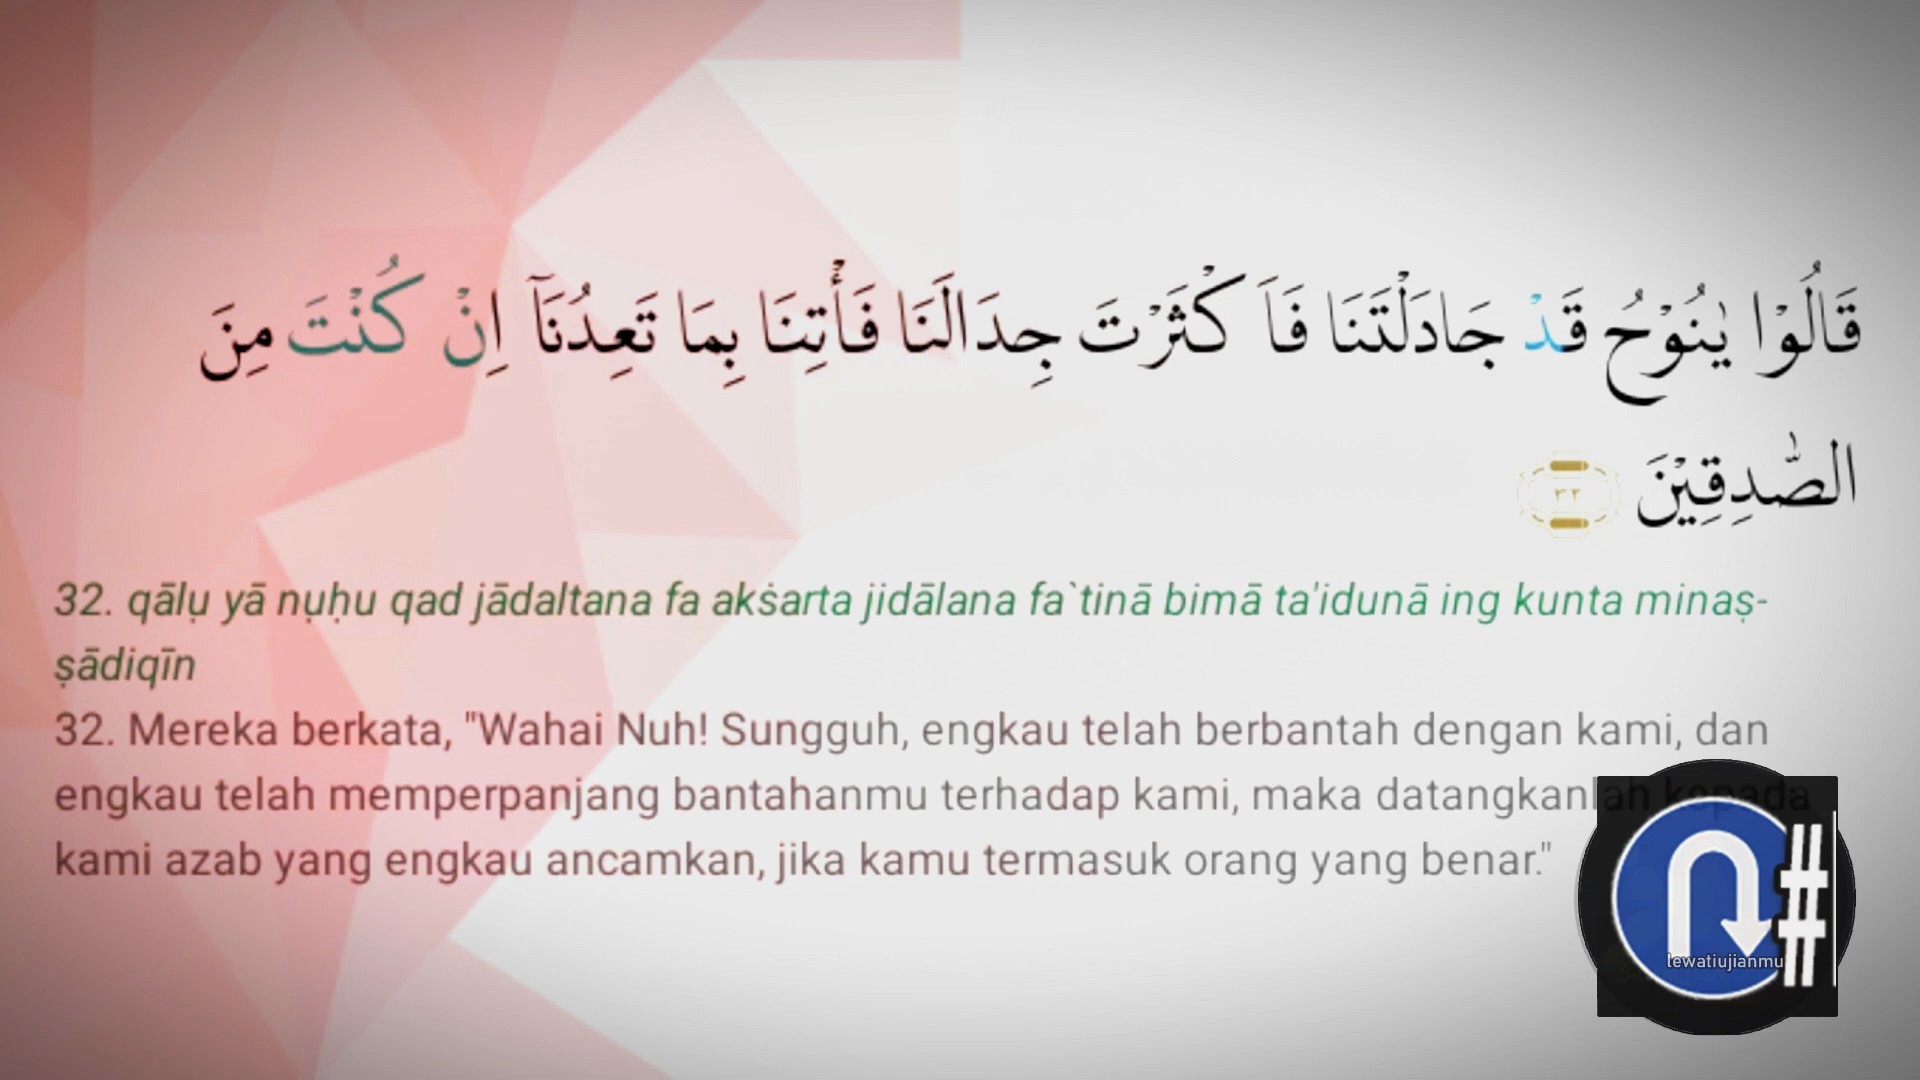 قَالُوْا يٰنُوْحُ قَدْ جَادَلْتَنَا فَاَ كْثَرْتَ جِدَالَنَا فَأْتِنَا بِمَا تَعِدُنَآ اِنْ كُنْتَ مِنَ
الصّٰدِقِيْنَ ٣٢
32. qālụ yā nụḥu qad jādaltana fa akṡarta jidālana fa`tinā bimā ta'idunā ing kunta minaṣ-
ṣādiqīn
32. Mereka berkata, "Wahai Nuh! Sungguh, engkau telah berbantah dengan kami, dan
engkau telah memperpanjang bantahanmu terhadap kami, maka datangkanlah kepada
kami azab yang engkau ancamkan, jika kamu termasuk orang yang benar."
#
lewatiujianmu